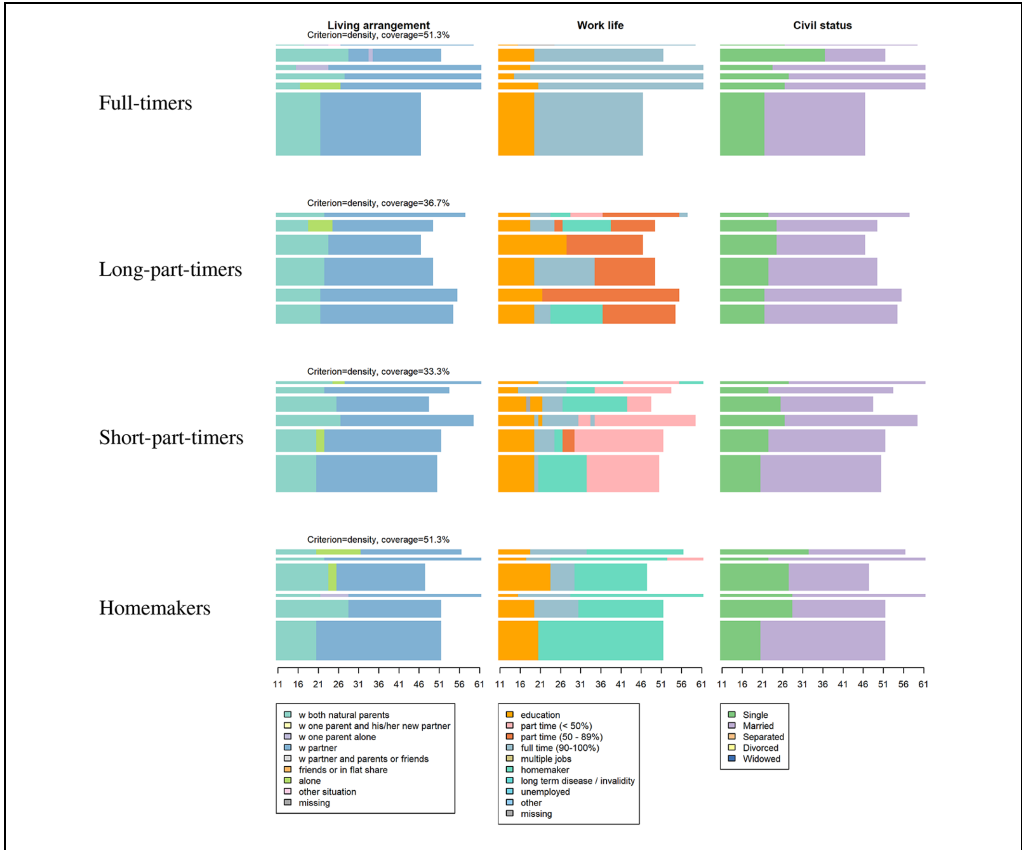 Living arrangement Work life Civil status
Criterion=density, coverage=51.3%
Full-timers
Criterion=density, coverage=36.7%
Long-part-timers
Criterion=density, coverage=33.3%
Short-part-timers
Criterion=density, coverage=51.3%
Homemakers
11 16 21 26 31 36 41 46 51 56 61 11 16 21 26 31 36 41 46 51 56 61 11 16 21 26 31 36 41 46 51 56 61
w both natural parents
w one parent and his/her new partner
w one parent alone
w partner
w partner and parents or friends
friends or in flat share
alone
other situation
missing
education
part time (< 50%)
part time (50 - 89%)
full time (90-100%)
multiple jobs
homemaker
long term disease / invalidity
unemployed
other
missing
Single
Married
Separated
Divorced
Widowed